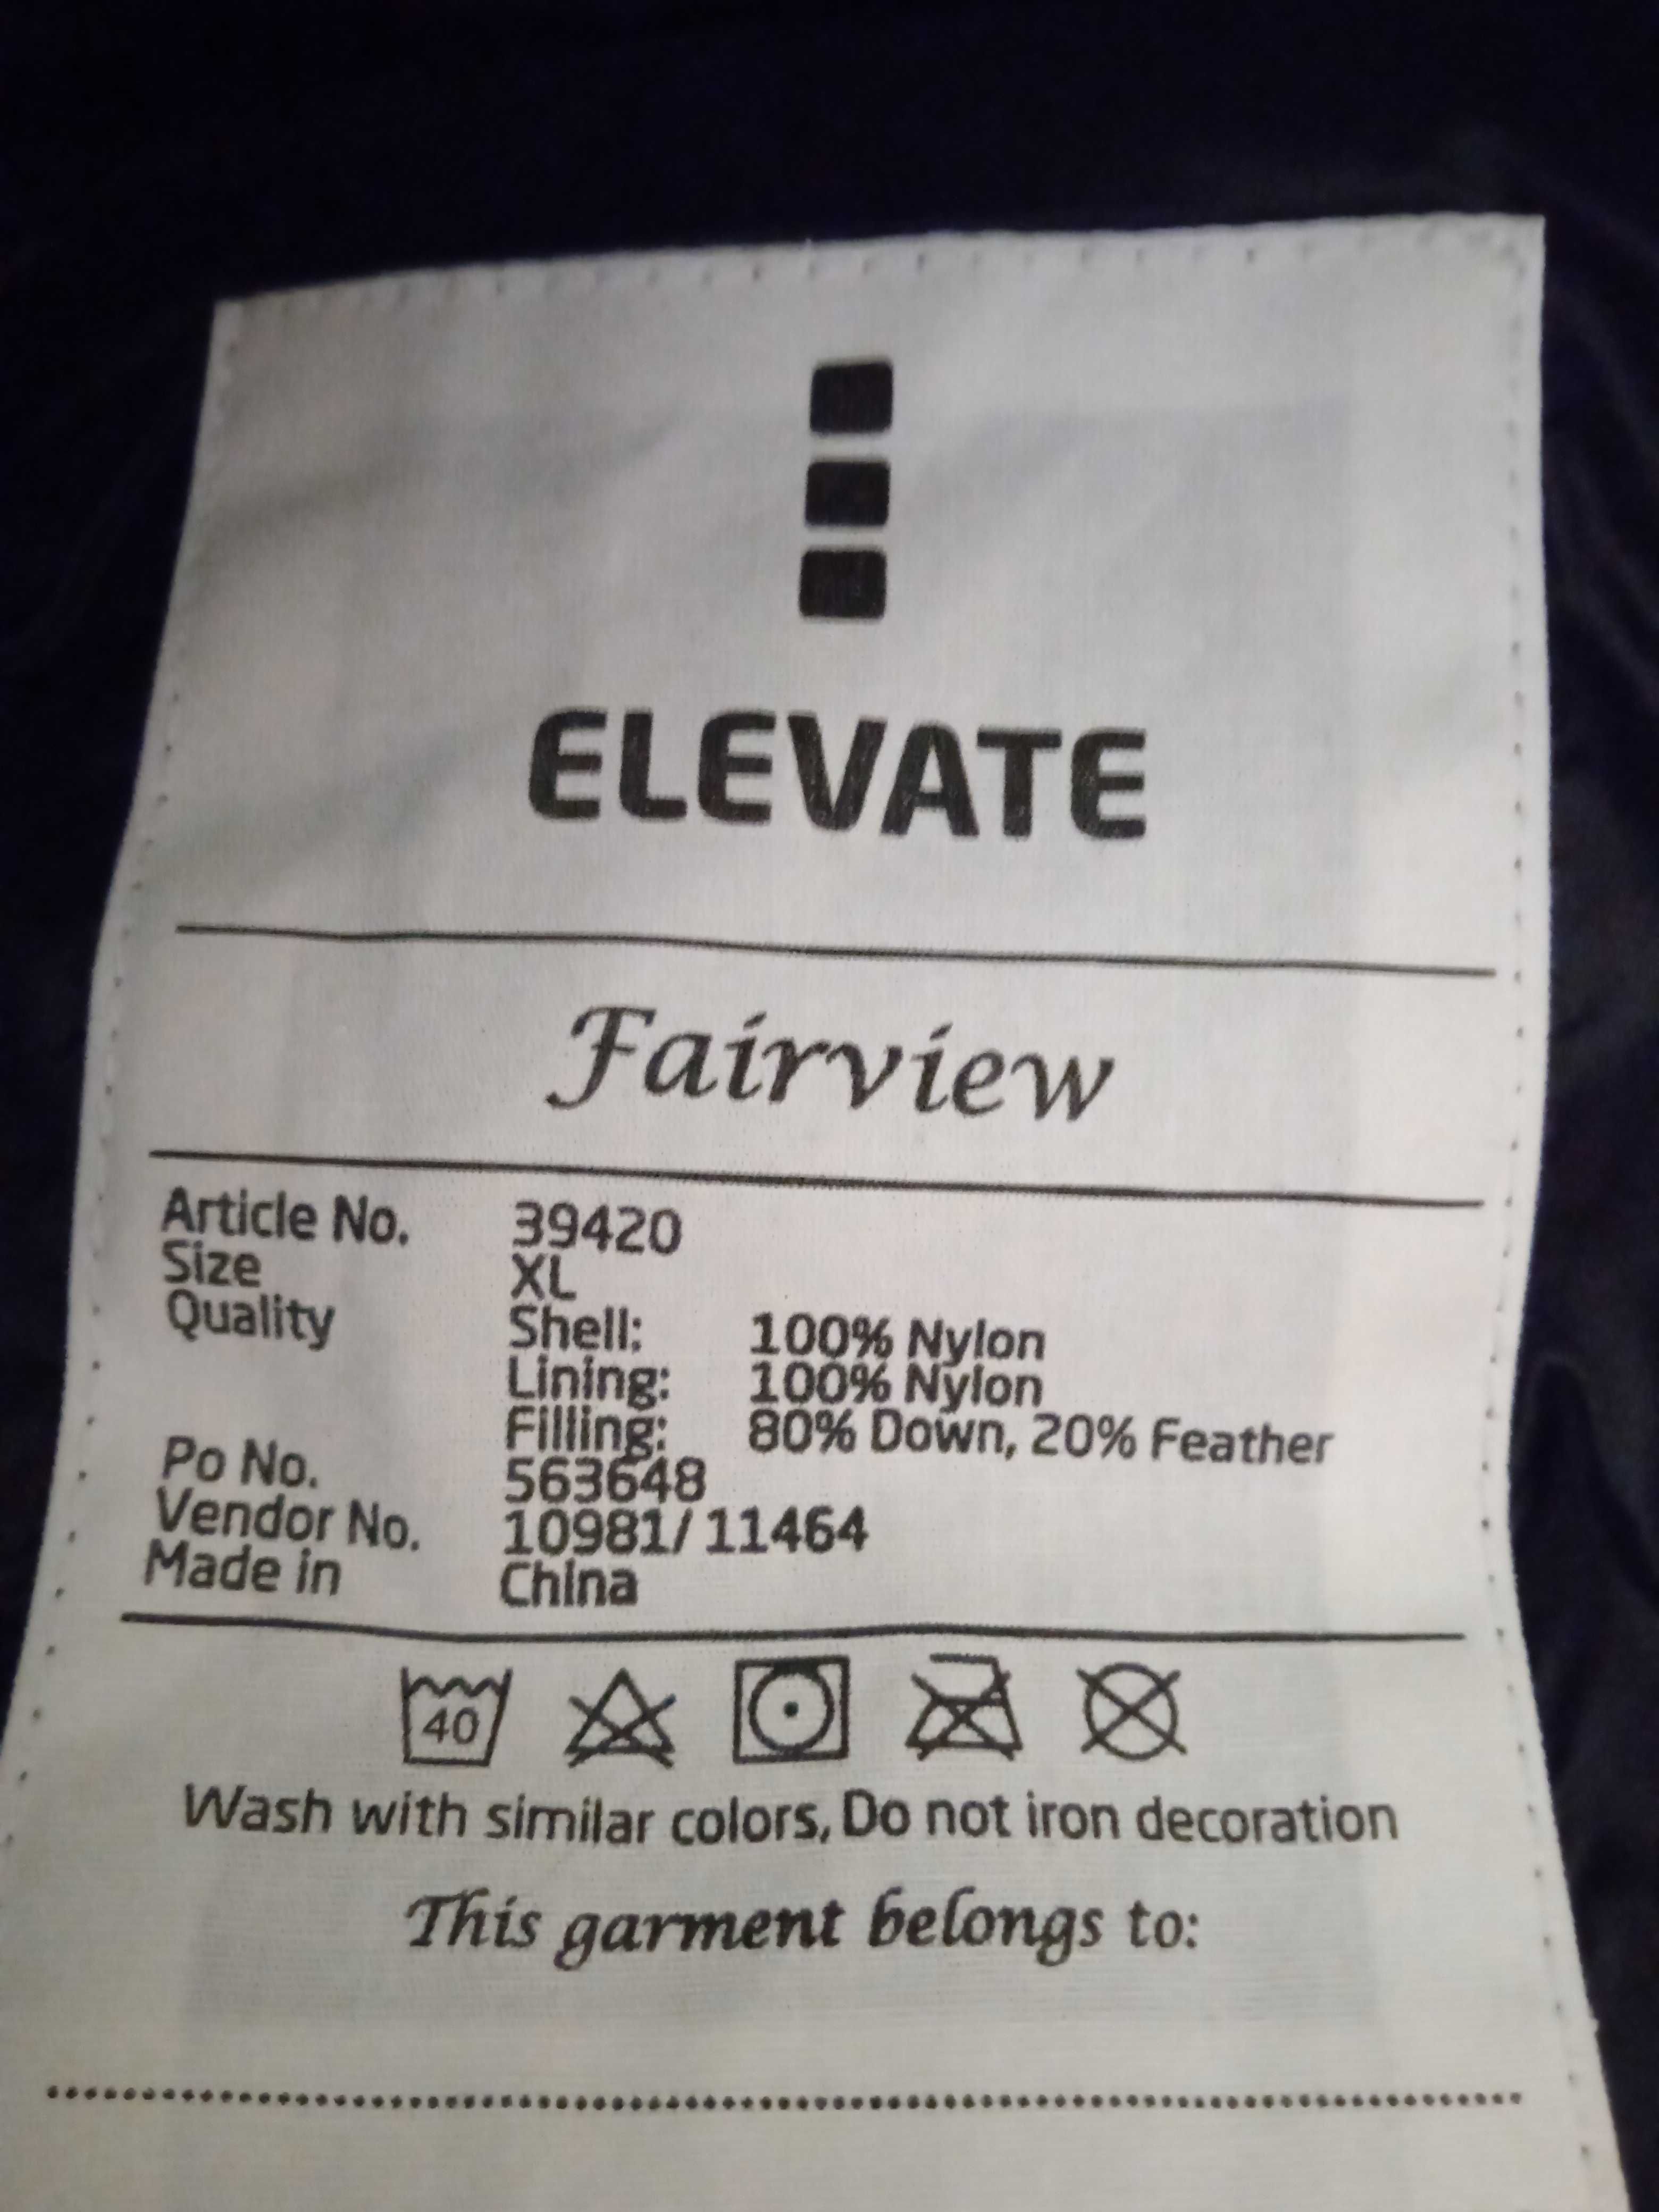 ELEVATE
Fairview
Article No. 39420
Size XL
Quality Shell: 100% Nylon
Lining: 100% Nylon
Filling: 80% Down, 20% Feather
Po No. 563648
Vendor No. 10981/ 11464
Made in China
40
Wash with similar colors, Do not iron decoration
This garment belongs to: